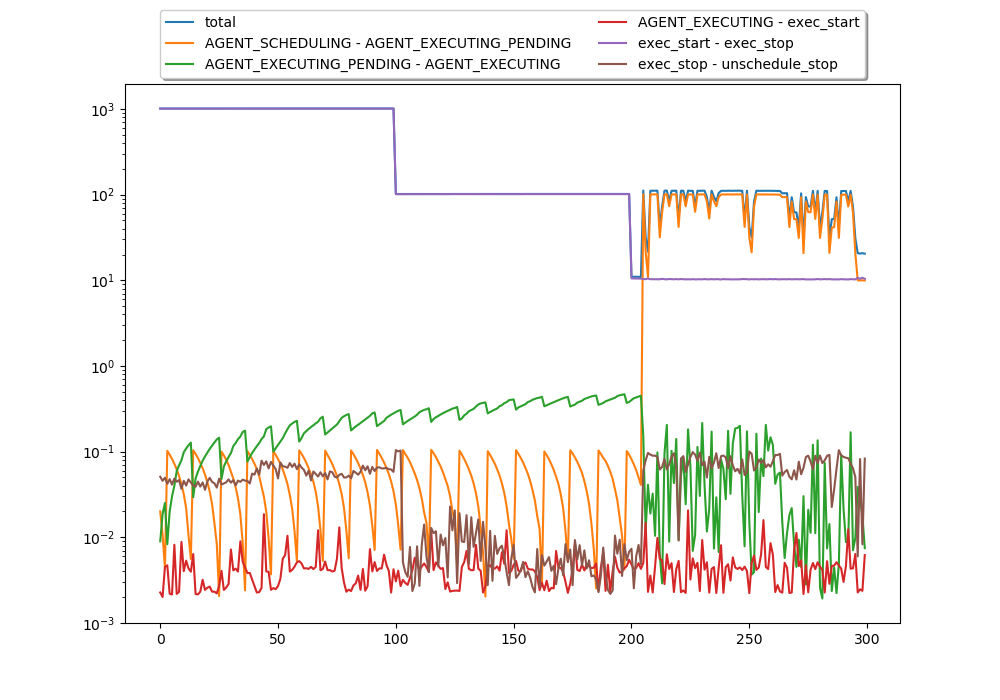 total
AGENT_SCHEDULING - AGENT_EXECUTING_PENDING
AGENT_EXECUTING_PENDING - AGENT_EXECUTING
AGENT_EXECUTING - exec_start
exec_start - exec_stop
exec_stop - unschedule_stop
10³
10²
10¹
10⁰
10⁻¹
10⁻²
10⁻³
0 50 100 150 200 250 300